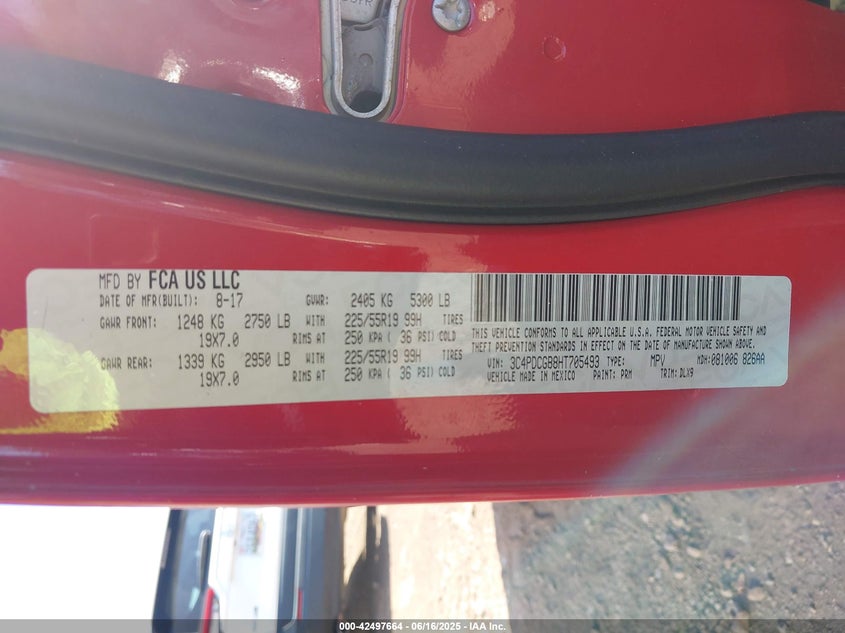 MFD BY FCA US LLC
DATE OF MFR(BUILT): 8-17 GVWR: 2405 KG 5300 LB
GAWR FRONT: 1248 KG 2750 LB WITH 225/55R19 99H TIRES
19X7.0 RIMS AT 250 KPA ( 36 PSI) COLD
GAWR REAR: 1339 KG 2950 LB WITH 225/55R19 99H TIRES
19X7.0 RIMS AT 250 KPA ( 36 PSI) COLD
THIS VEHICLE CONFORMS TO ALL APPLICABLE U.S.A. FEDERAL MOTOR VEHICLE SAFETY AND
THEFT PREVENTION STANDARDS IN EFFECT ON THE DATE OF MANUFACTURE SHOWN ABOVE.
VIN: 3C4PDCGB8HT705493 TYPE: MPV MDH: 081006 826AA
VEHICLE MADE IN MEXICO PAINT: PRM TRIM: DLX9
000-42497664 - 06/16/2025 - IAA Inc.